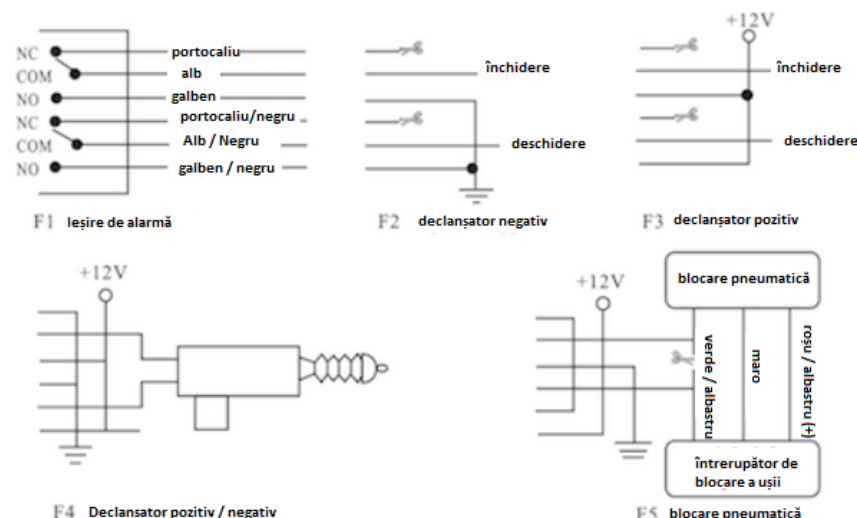 NC portocaliu
COM alb
NO galben
NC portocaliu/negru
COM Alb / Negru
NO galben / negru
F1 Ieșire de alarmă
închidere
deschidere
F2 declanșator negativ
+12V
închidere
deschidere
F3 declanșator pozitiv
+12V
F4 Declansator pozitiv / negativ
+12V
blocare pneumatică
verde / albastru
maro
roșu / albastru (+)
întrerupător de
blocare a ușii
F5 blocare pneumatică